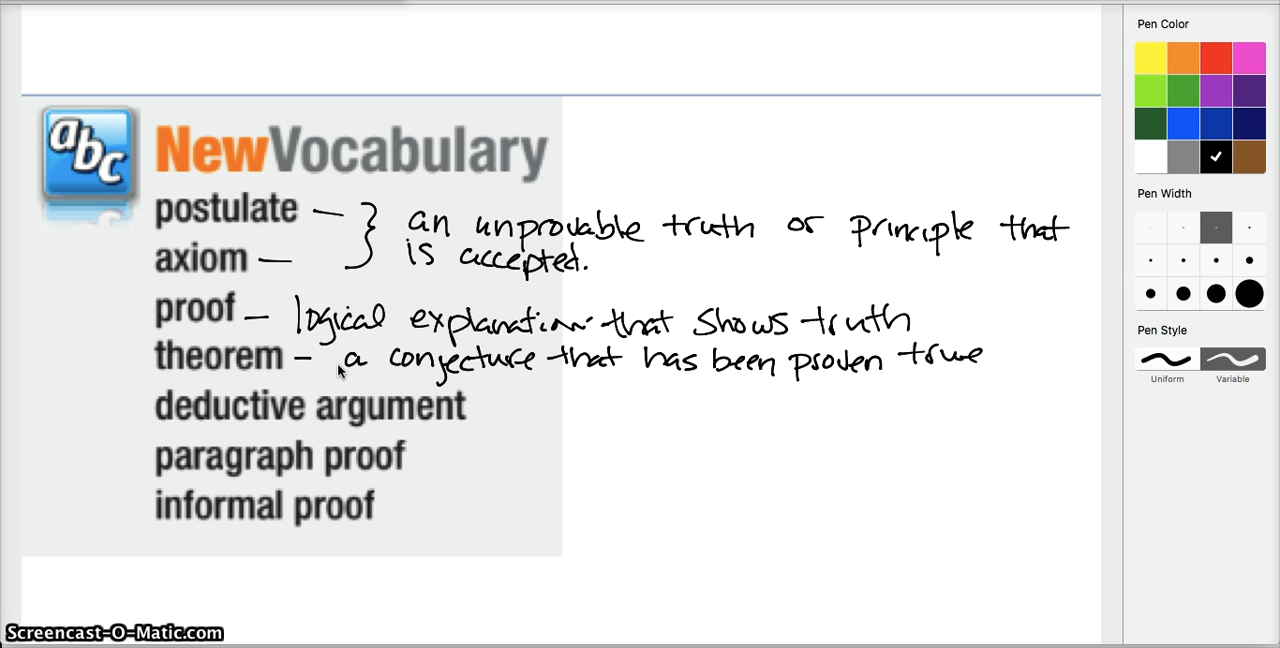 Pen Color
abc
NewVocabulary
postulate — } an unprovable truth or principle that
is accepted.
axiom —
proof – logical explanation that shows truth
theorem – a conjecture that has been proven true
deductive argument
paragraph proof
informal proof
Pen Width
Pen Style
Uniform
Variable
Screencast-O-Matic.com